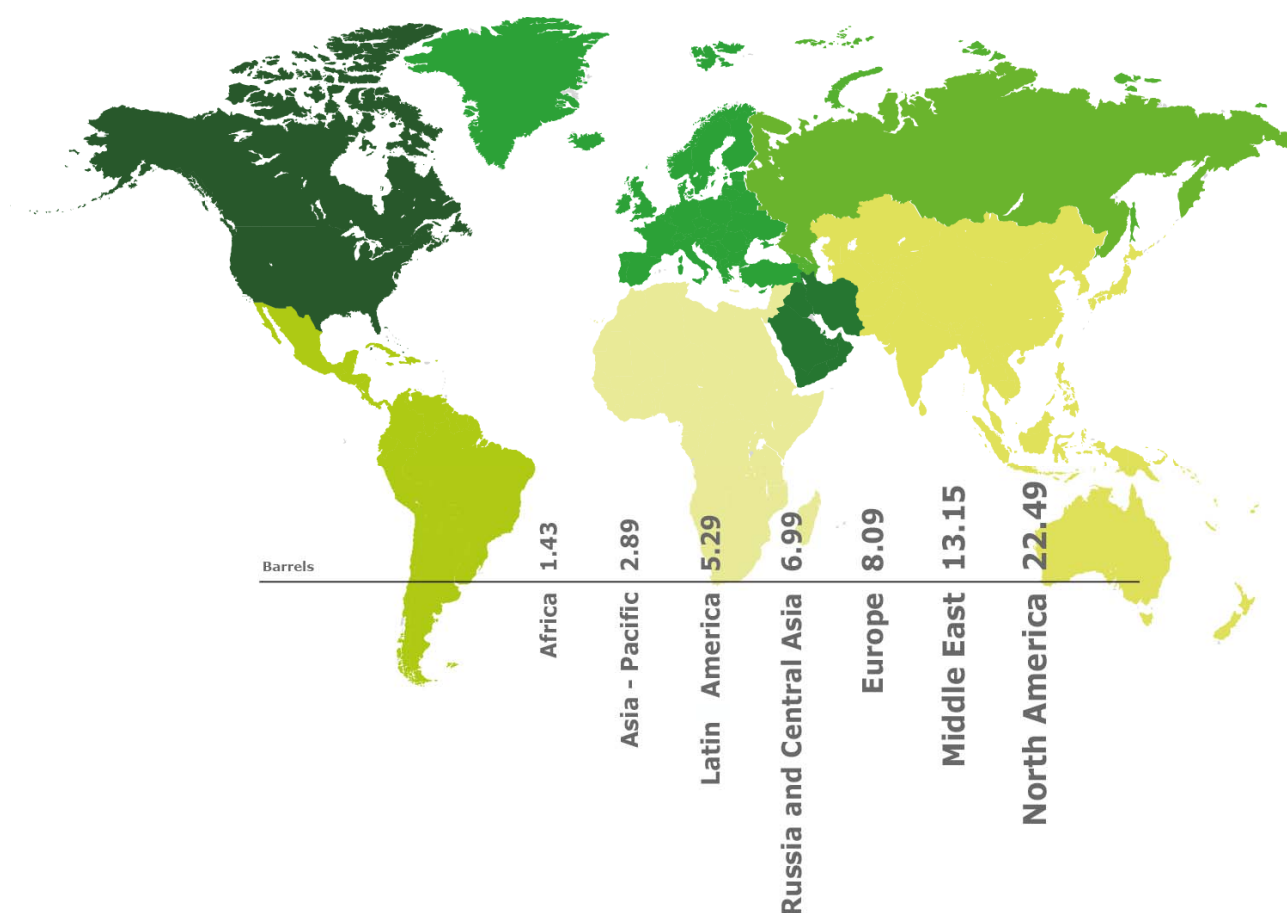 Barrels
Africa 1.43
Asia - Pacific 2.89
Latin America 5.29
Russia and Central Asia 6.99
Europe 8.09
Middle East 13.15
North America 22.49